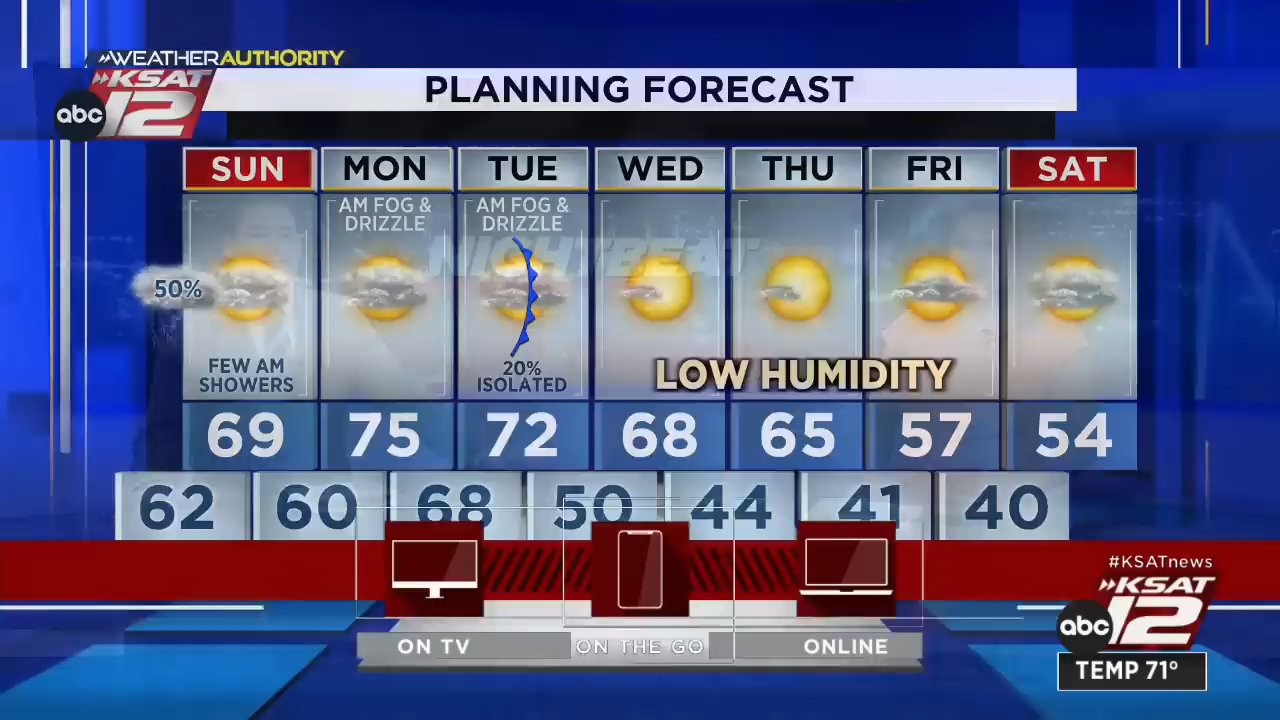 WEATHERAUTHORITY
KSAT
abc 12
PLANNING FORECAST
SUN MON TUE WED THU FRI SAT
AM FOG & DRIZZLE
AM FOG & DRIZZLE
NIGHTBEAT
50%
FEW AM SHOWERS
20% ISOLATED
LOW HUMIDITY
69 75 72 68 65 57 54
62 60 68 50 44 41 40
#KSATnews
KSAT
abc 12
ON TV ON THE GO ONLINE
TEMP 71°